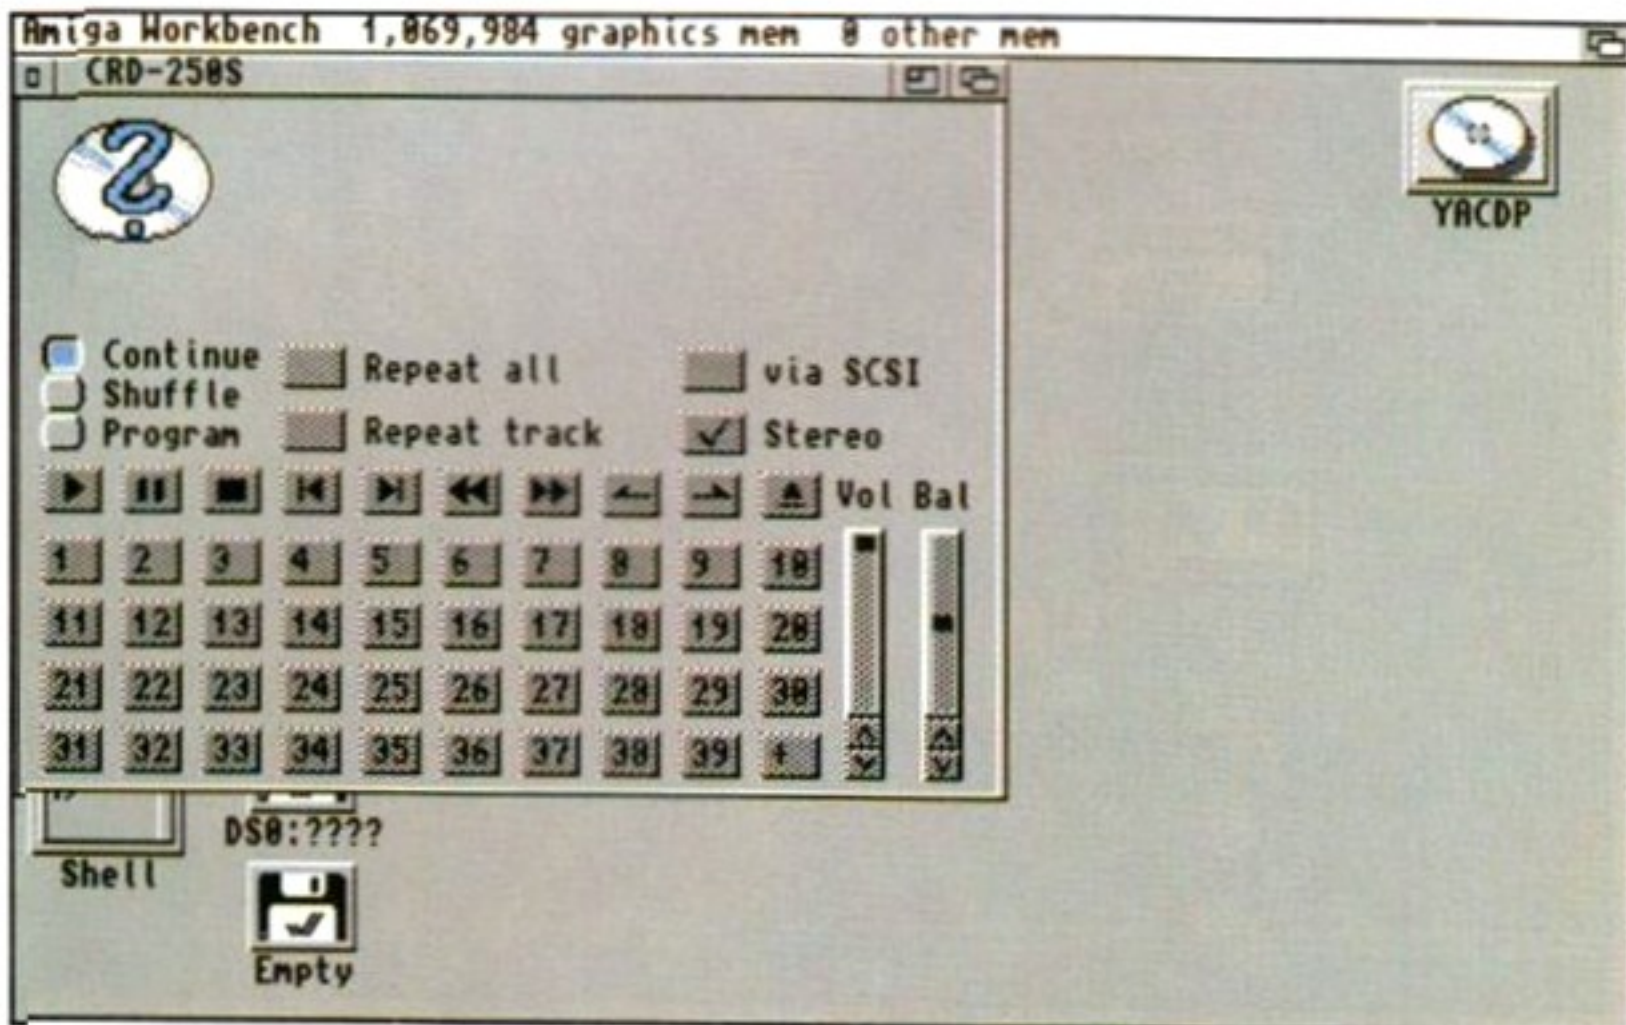 Amiga Workbench 1,069,984 graphics mem 0 other mem
CRD-250S
YACDP
Continue
Shuffle
Program
Repeat all
Repeat track
via SCSI
Stereo
Vol Bal
1 2 3 4 5 6 7 8 9 10
11 12 13 14 15 16 17 18 19 20
21 22 23 24 25 26 27 28 29 30
31 32 33 34 35 36 37 38 39 +
DS0:????
Shell
Empty